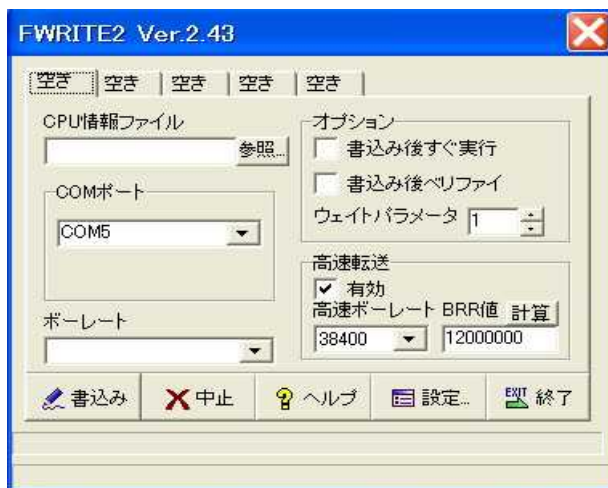 FWRITE2 Ver.2.43
空き 空き 空き 空き 空き
CPU情報ファイル
参照...
COMポート
COM5
ボーレート
オプション
書込み後すぐ実行
書込み後ベリファイ
ウェイトパラメータ 1
高速転送
有効
高速ボーレート BRR値 計算
38400 12000000
書込み 中止 ヘルプ 設定... EXIT 終了